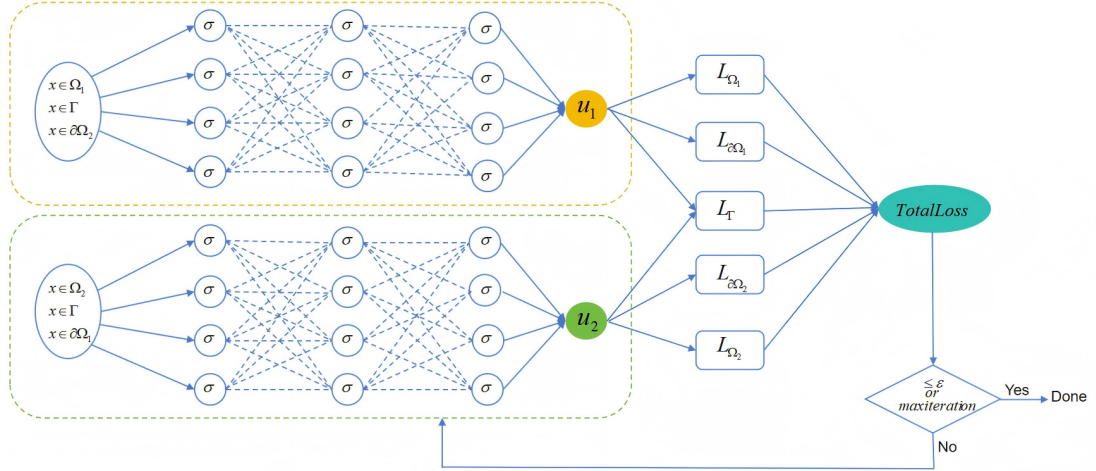 x∈Ω₁
x∈Γ
x∈∂Ω₂
σ σ σ
σ σ σ
σ σ σ
σ σ σ
u₁
x∈Ω₂
x∈Γ
x∈∂Ω₁
σ σ σ
σ σ σ
σ σ σ
σ σ σ
u₂
L_Ω₁
L_∂Ω₁
L_Γ
L_∂Ω₂
L_Ω₂
TotalLoss
≤ε
or
maxiteration
Yes
Done
No